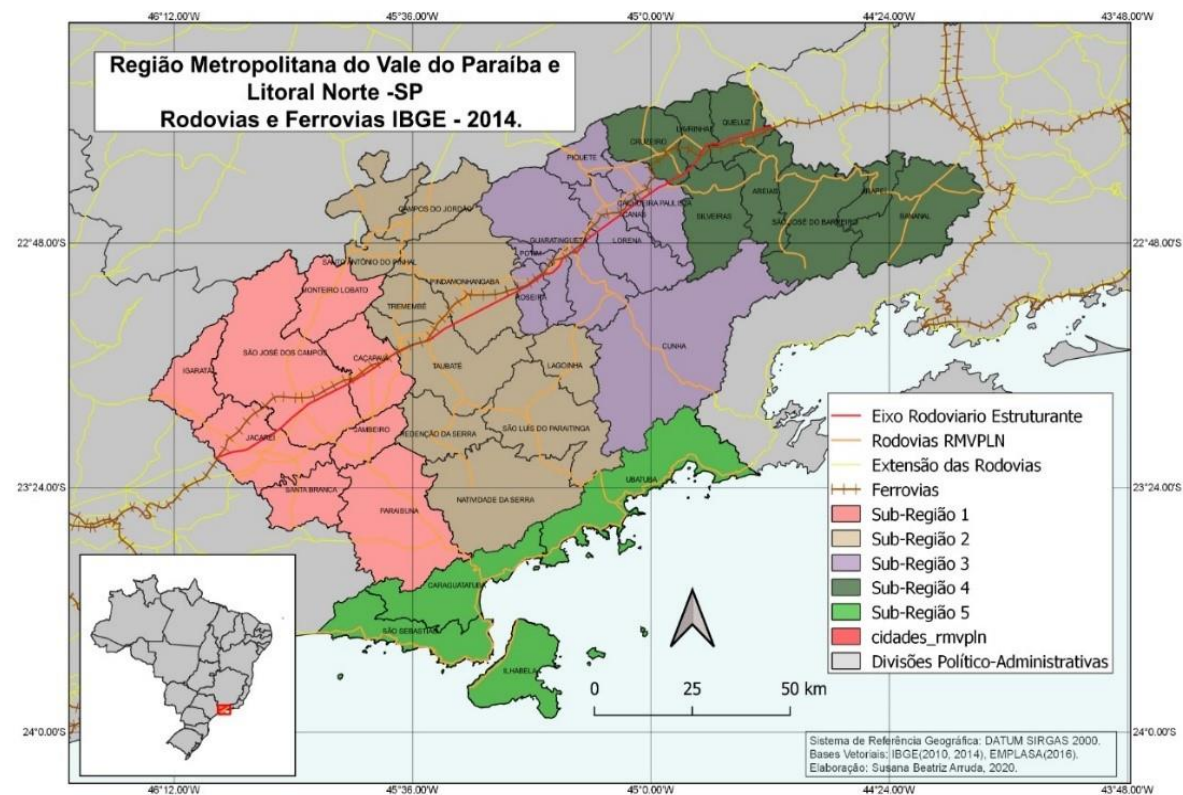 46°12.00'W 45°36.00'W 45°0.00'W 44°24.00'W 43°48.00'W
Região Metropolitana do Vale do Paraíba e
Litoral Norte -SP
Rodovias e Ferrovias IBGE - 2014.
QUELUZ
LAVRINHAS
CRUZEIRO
PIQUETE
AREIAS
ARAPEÍ
CACHOEIRA PAULISTA
CANAS
SILVEIRAS
SÃO JOSÉ DO BARREIRO
BANANAL
CAMPOS DO JORDÃO
GUARATINGUETÁ
LORENA
22°48.00'S
22°48.00'S
POTIM
SANTO ANTÔNIO DO PINHAL
PINDAMONHANGABA
MONTEIRO LOBATO
ROSEIRA
TREMEMBÉ
CUNHA
SÃO JOSÉ DOS CAMPOS
CAÇAPAVA
TAUBATÉ
LAGOINHA
IGARATÁ
JAMBEIRO
REDENÇÃO DA SERRA
SÃO LUÍS DO PARAITINGA
JACAREÍ
UBATUBA
23°24.00'S
23°24.00'S
SANTA BRANCA
NATIVIDADE DA SERRA
PARAIBUNA
CARAGUATATUBA
SÃO SEBASTIÃO
ILHABELA
Eixo Rodoviario Estruturante
Rodovias RMVPLN
Extensão das Rodovias
Ferrovias
Sub-Região 1
Sub-Região 2
Sub-Região 3
Sub-Região 4
Sub-Região 5
cidades_rmvpln
Divisões Político-Administrativas
0 25 50 km
24°0.00'S
24°0.00'S
Sistema de Referência Geográfica: DATUM SIRGAS 2000.
Bases Vetoriais: IBGE(2010, 2014), EMPLASA(2016).
Elaboração: Susana Beatriz Arruda, 2020.
46°12.00'W 45°36.00'W 45°0.00'W 44°24.00'W 43°48.00'W